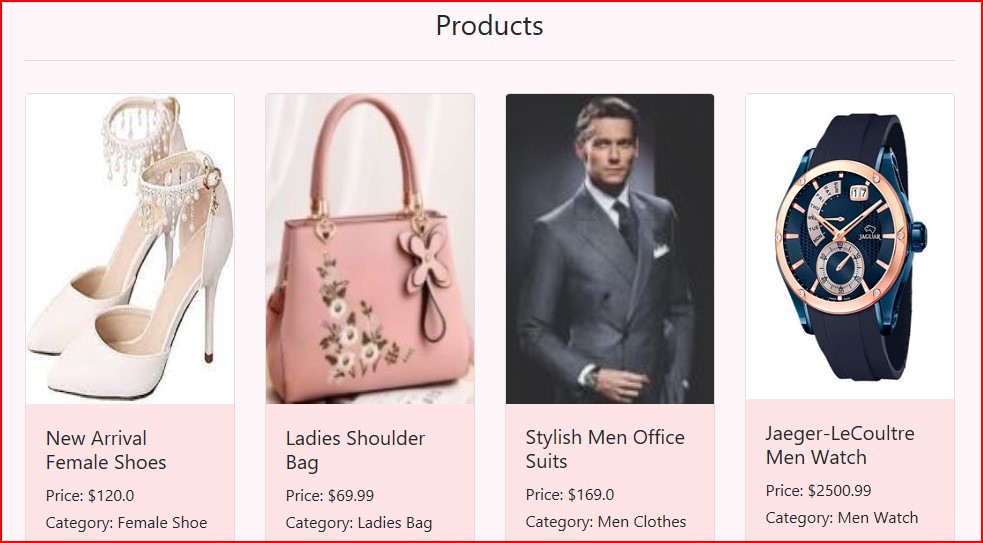 Products
New Arrival
Female Shoes
Price: $120.0
Category: Female Shoe
Ladies Shoulder
Bag
Price: $69.99
Category: Ladies Bag
Stylish Men Office
Suits
Price: $169.0
Category: Men Clothes
17
JAGUAR
Jaeger-LeCoultre
Men Watch
Price: $2500.99
Category: Men Watch